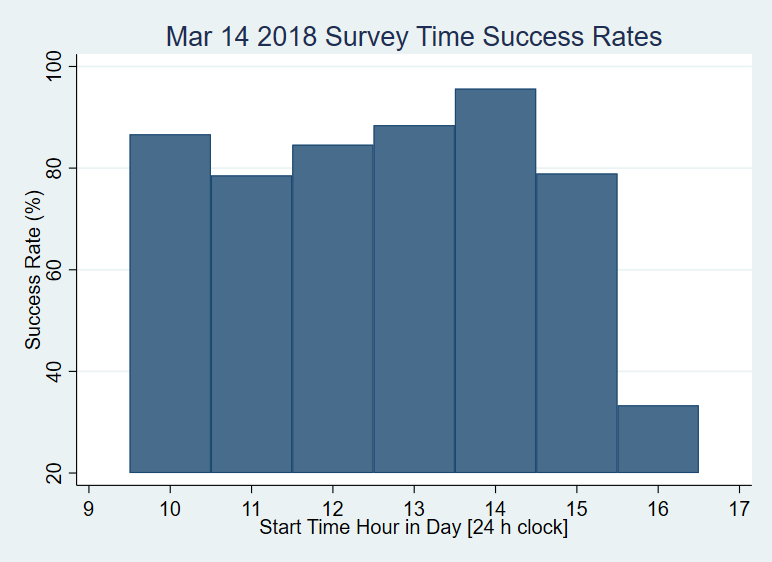 Mar 14 2018 Survey Time Success Rates
Success Rate (%)
100
80
60
40
20
9 10 11 12 13 14 15 16 17
Start Time Hour in Day [24 h clock]